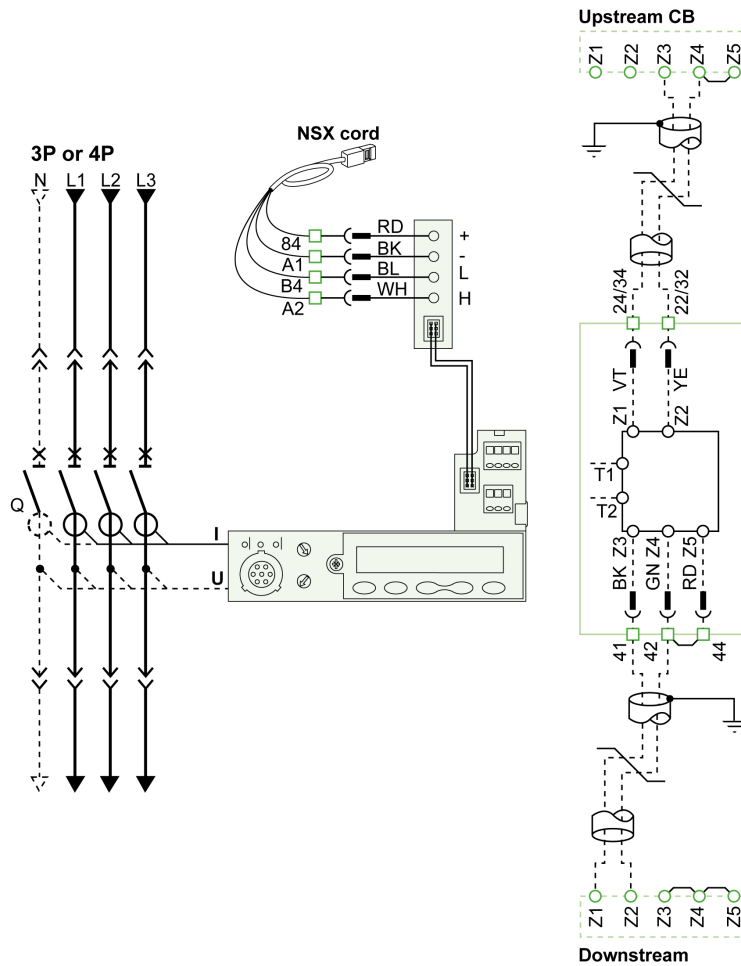 Upstream CB
Z1 Z2 Z3 Z4 Z5
NSX cord
3P or 4P
N L1 L2 L3
84 RD +
A1 BK -
B4 BL L
A2 WH H
24/34 22/32
VT YE
Z1 Z2
T1
T2
Q
I
U
Z3 Z4 Z5
BK GN RD
41 42 44
Z1 Z2 Z3 Z4 Z5
Downstream